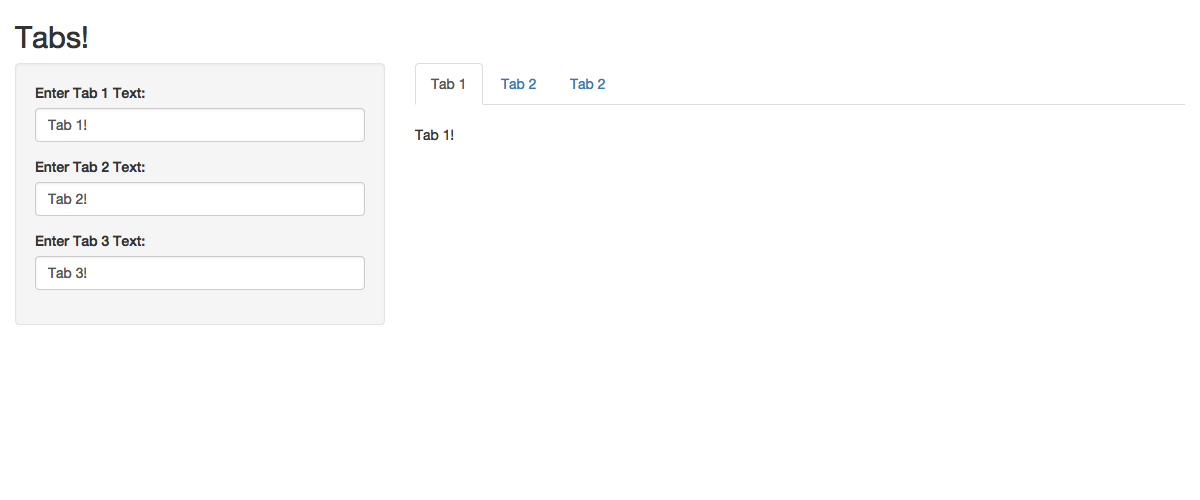 Tabs!
Enter Tab 1 Text:
Tab 1!
Enter Tab 2 Text:
Tab 2!
Enter Tab 3 Text:
Tab 3!
Tab 1 Tab 2 Tab 2
Tab 1!